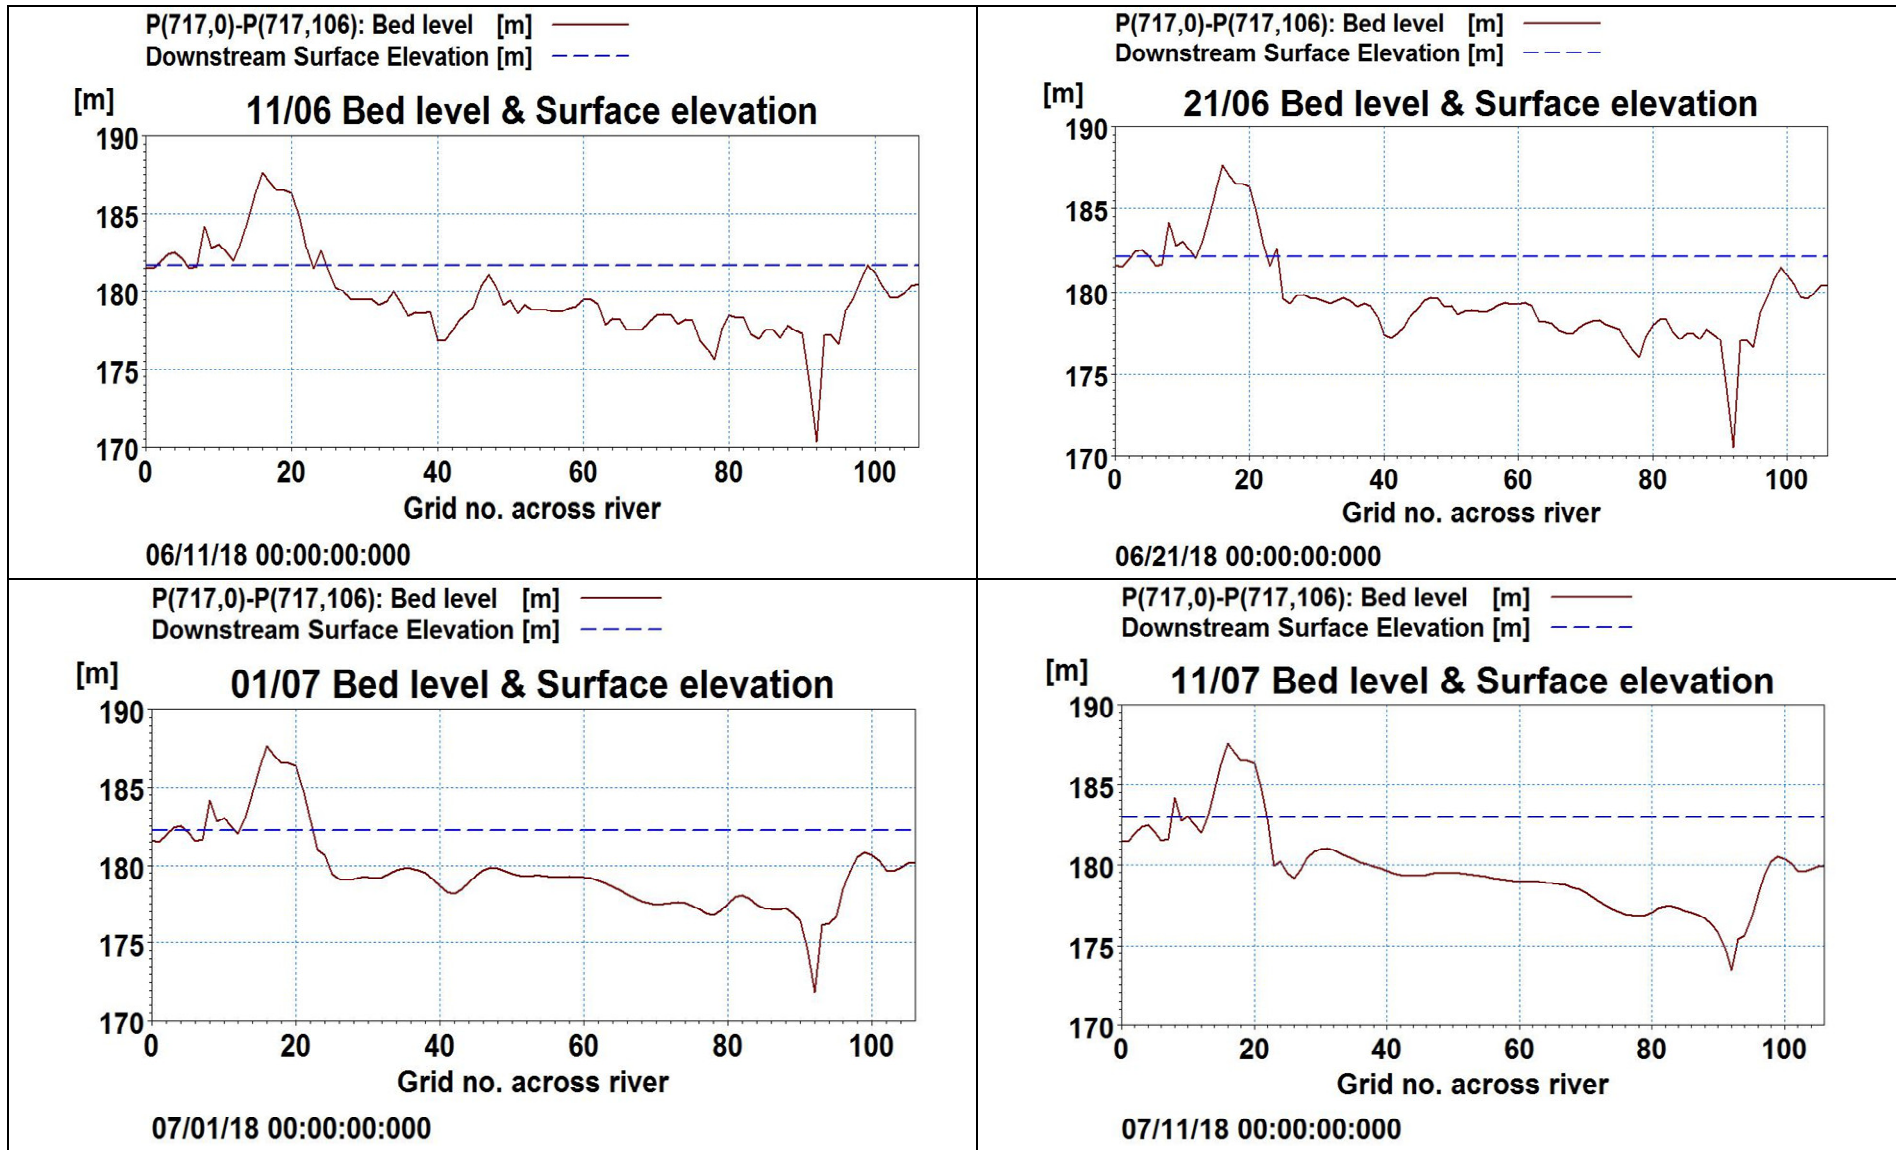 P(717,0)-P(717,106): Bed level [m]
Downstream Surface Elevation [m]
[m]
11/06 Bed level & Surface elevation
190
185
180
175
170
0 20 40 60 80 100
Grid no. across river
06/11/18 00:00:00:000
P(717,0)-P(717,106): Bed level [m]
Downstream Surface Elevation [m]
[m]
21/06 Bed level & Surface elevation
190
185
180
175
170
0 20 40 60 80 100
Grid no. across river
06/21/18 00:00:00:000
P(717,0)-P(717,106): Bed level [m]
Downstream Surface Elevation [m]
[m]
01/07 Bed level & Surface elevation
190
185
180
175
170
0 20 40 60 80 100
Grid no. across river
07/01/18 00:00:00:000
P(717,0)-P(717,106): Bed level [m]
Downstream Surface Elevation [m]
[m]
11/07 Bed level & Surface elevation
190
185
180
175
170
0 20 40 60 80 100
Grid no. across river
07/11/18 00:00:00:000